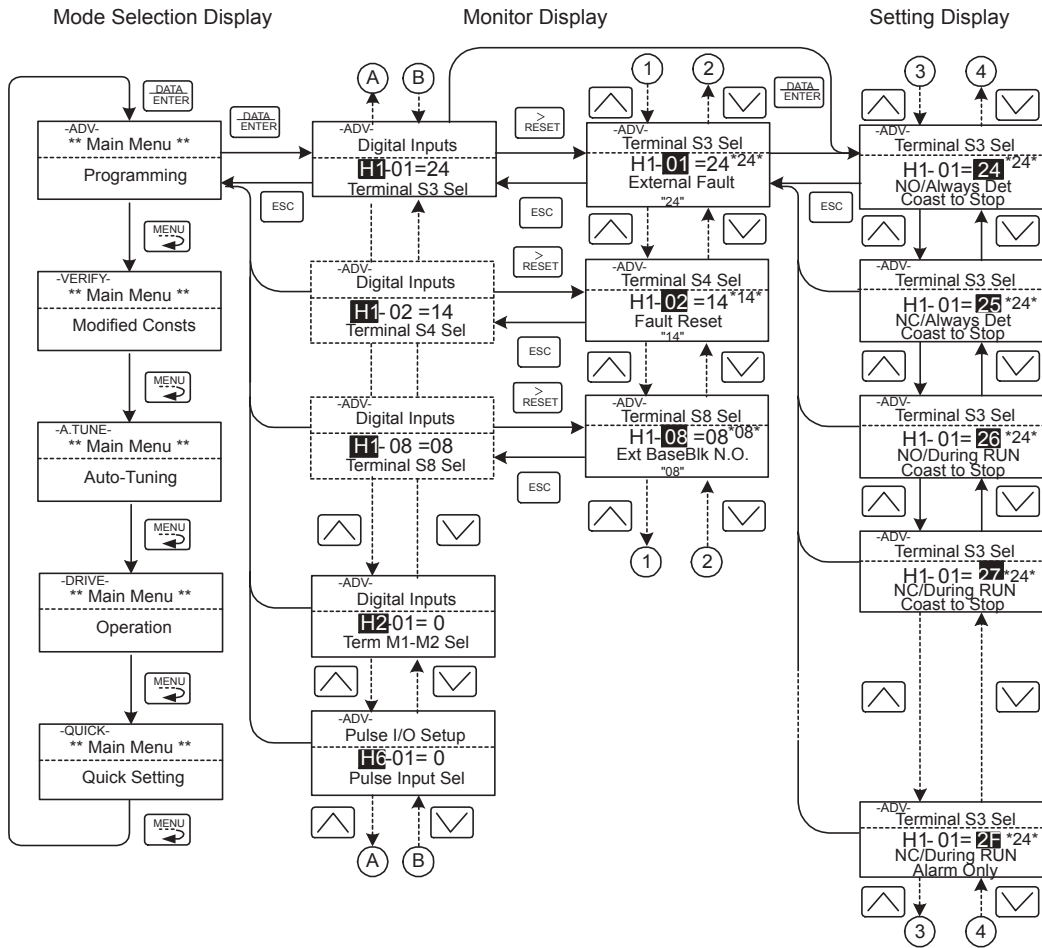 Mode Selection Display
Monitor Display
Setting Display
DATA
ENTER
-ADV-
** Main Menu **
Programming
MENU
-VERIFY-
** Main Menu **
Modified Consts
MENU
-A.TUNE-
** Main Menu **
Auto-Tuning
MENU
-DRIVE-
** Main Menu **
Operation
MENU
-QUICK-
** Main Menu **
Quick Setting
MENU
DATA
ENTER
ESC
A
B
-ADV-
Digital Inputs
H1-01=24
Terminal S3 Sel
-ADV-
Digital Inputs
H1- 02 =14
Terminal S4 Sel
-ADV-
Digital Inputs
H1- 08 =08
Terminal S8 Sel
-ADV-
Digital Inputs
H2-01= 0
Term M1-M2 Sel
-ADV-
Pulse I/O Setup
H6-01= 0
Pulse Input Sel
A
B
>
RESET
ESC
>
RESET
ESC
>
RESET
ESC
1
2
-ADV-
Terminal S3 Sel
H1-01 =24*24*
External Fault
"24"
-ADV-
Terminal S4 Sel
H1-02 =14*14*
Fault Reset
"14"
-ADV-
Terminal S8 Sel
H1-08 =08*08*
Ext BaseBlk N.O.
"08"
1
2
DATA
ENTER
ESC
3
4
-ADV-
Terminal S3 Sel
H1- 01= 24 *24*
NO/Always Det
Coast to Stop
-ADV-
Terminal S3 Sel
H1- 01= 25 *24*
NC/Always Det
Coast to Stop
-ADV-
Terminal S3 Sel
H1- 01= 26 *24*
NO/During RUN
Coast to Stop
-ADV-
Terminal S3 Sel
H1- 01= 27 *24*
NC/During RUN
Coast to Stop
-ADV-
Terminal S3 Sel
H1- 01= 2F *24*
NC/During RUN
Alarm Only
3
4